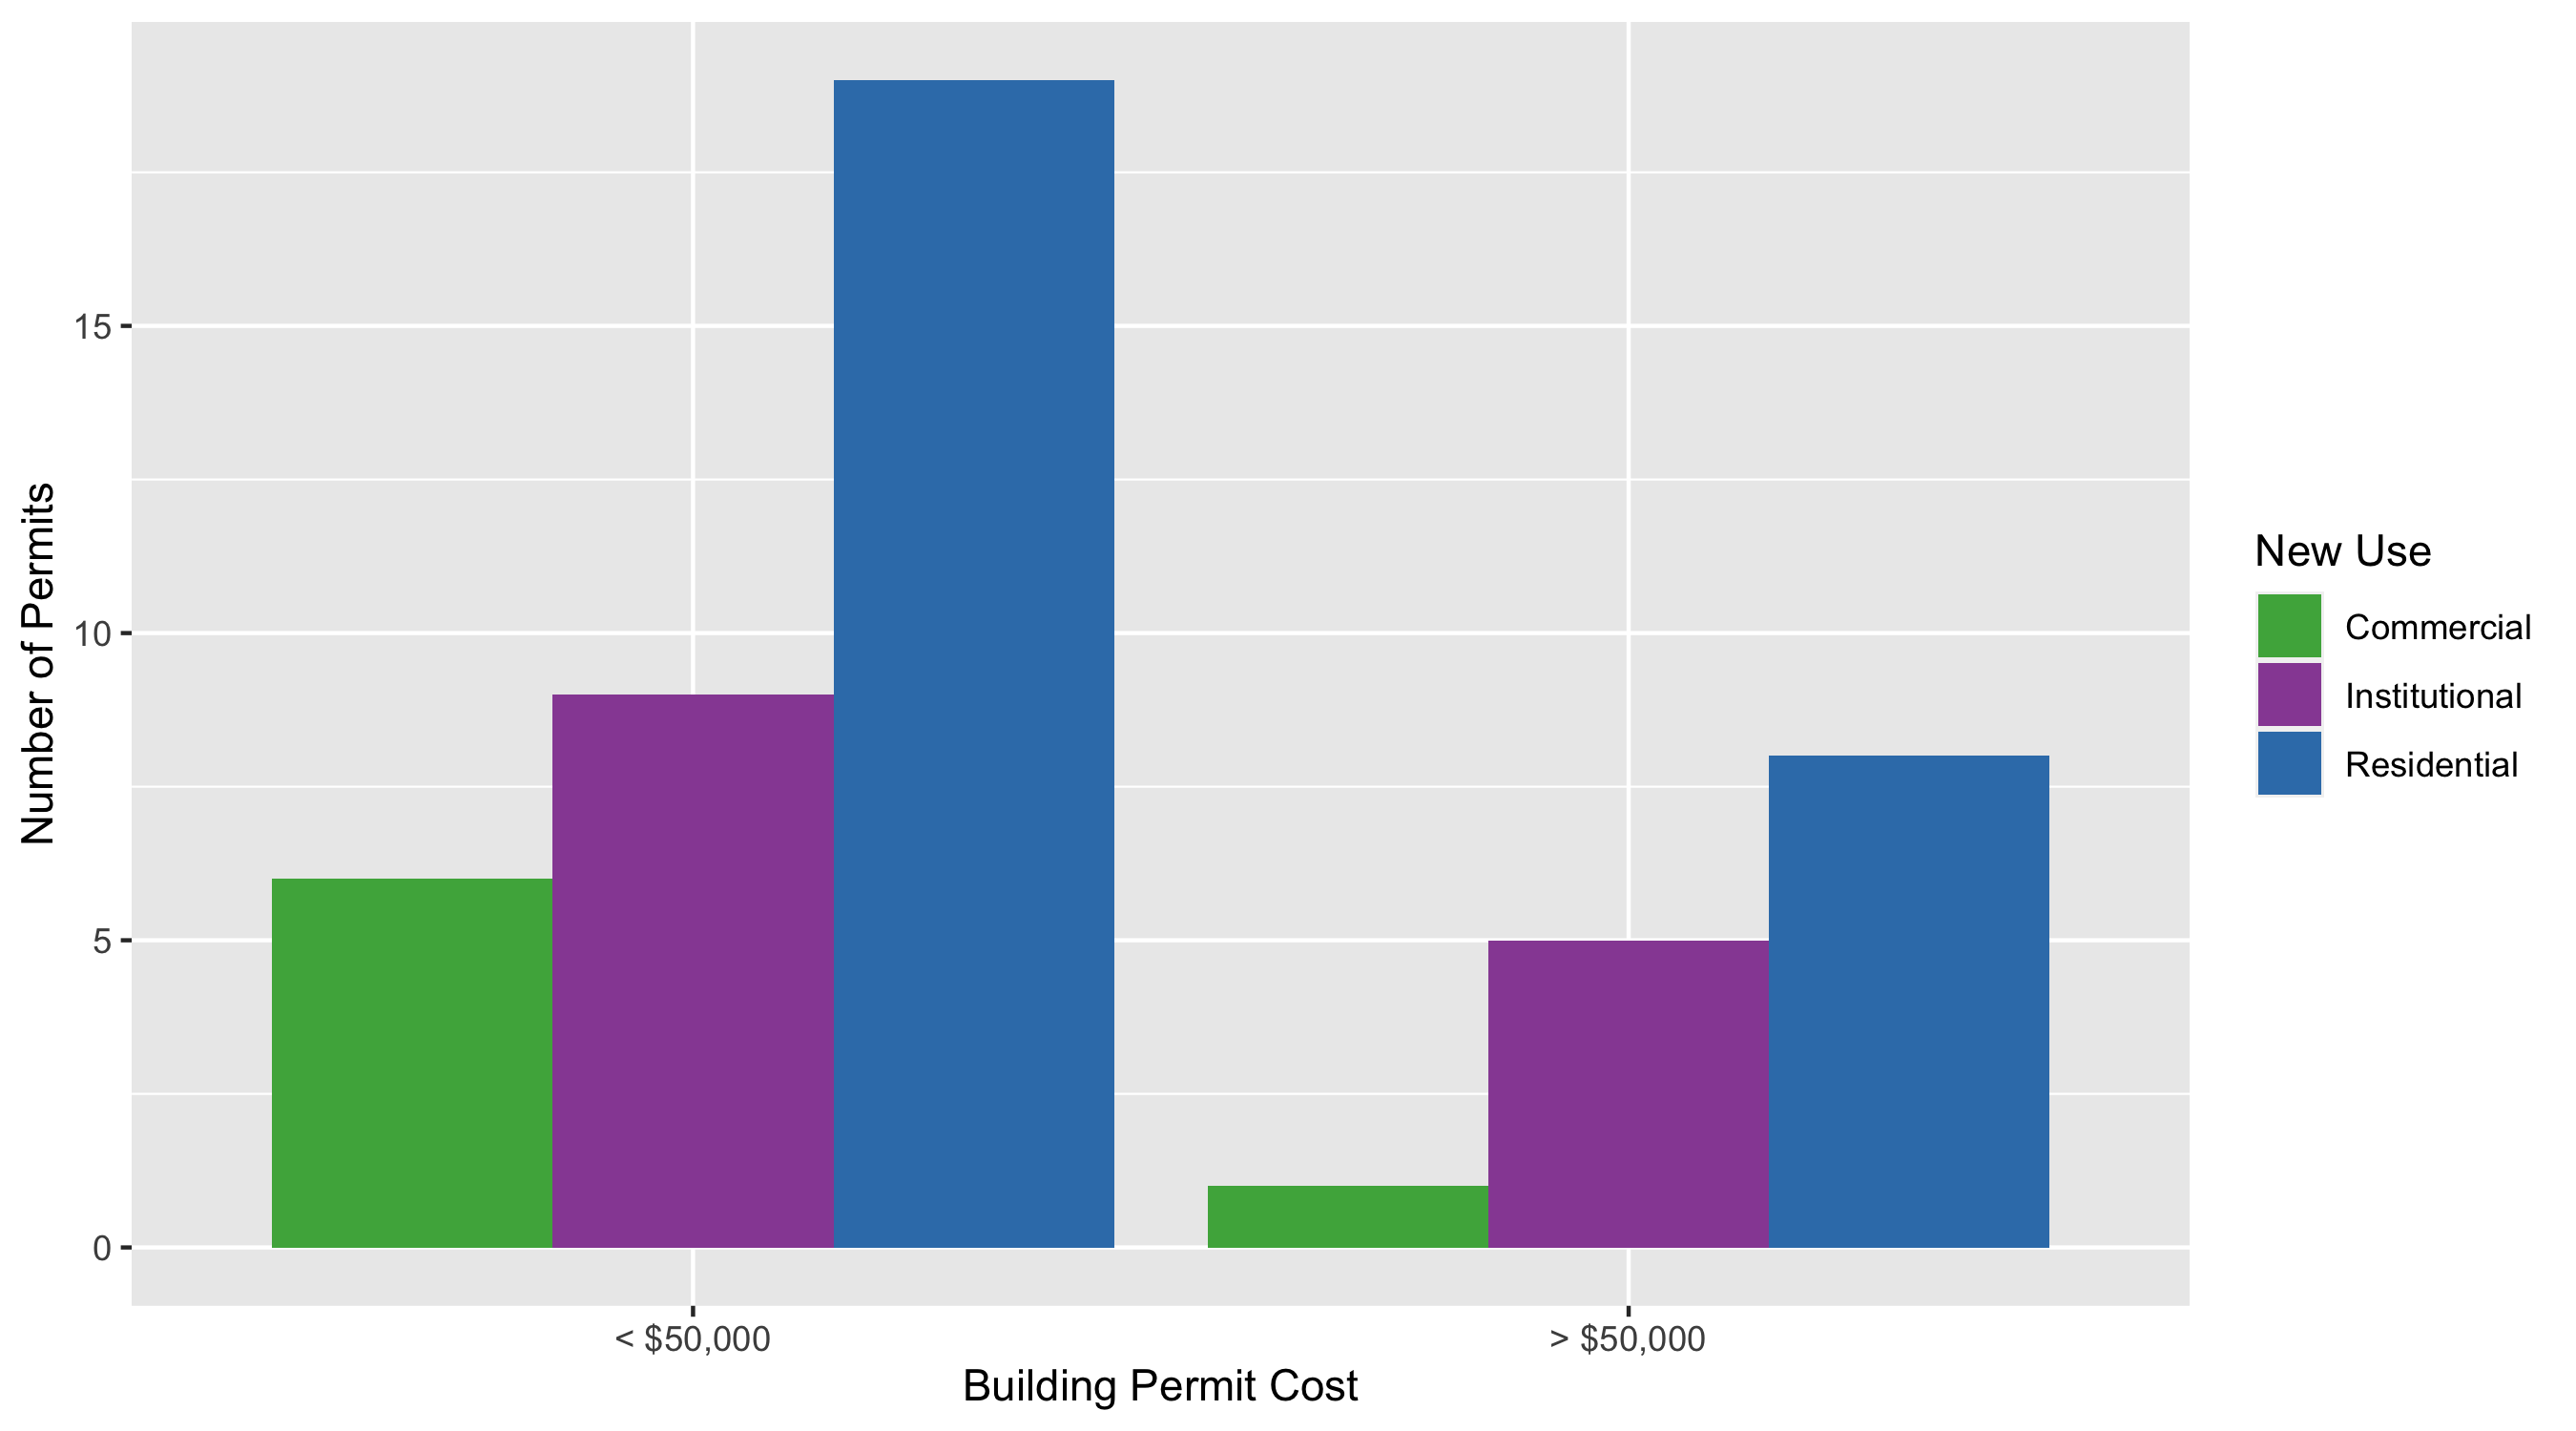 15
10
5
0
Number of Permits
< $50,000
> $50,000
Building Permit Cost
New Use
Commercial
Institutional
Residential